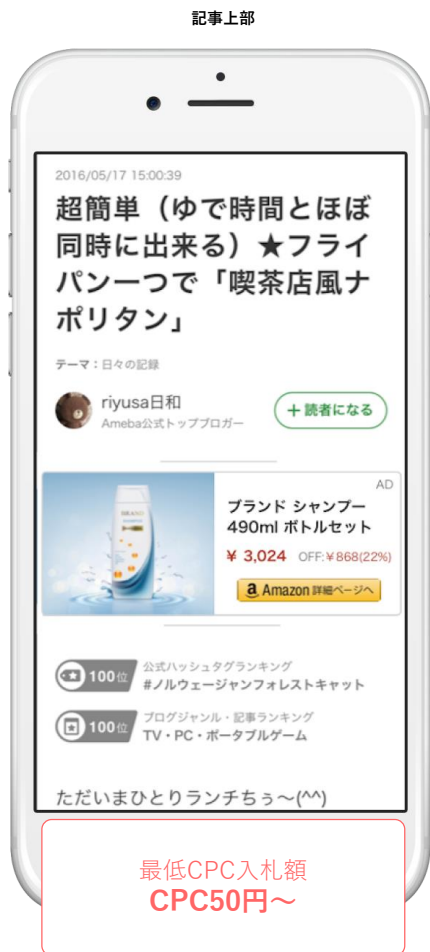 記事上部
2016/05/17 15:00:39
超簡単（ゆで時間とほぼ
同時に出来る）★フライ
パン一つで「喫茶店風ナ
ポリタン」
テーマ：日々の記録
riyusa日和
Ameba公式トップブロガー
＋読者になる
AD
ブランド シャンプー
490ml ボトルセット
¥ 3,024 OFF:¥868(22%)
a Amazon 詳細ページへ
100位
公式ハッシュタグランキング
#ノルウェージャンフォレストキャット
100位
ブログジャンル・記事ランキング
TV・PC・ポータブルゲーム
ただいまひとりランチちぅ〜(^^)
最低CPC入札額
CPC50円〜